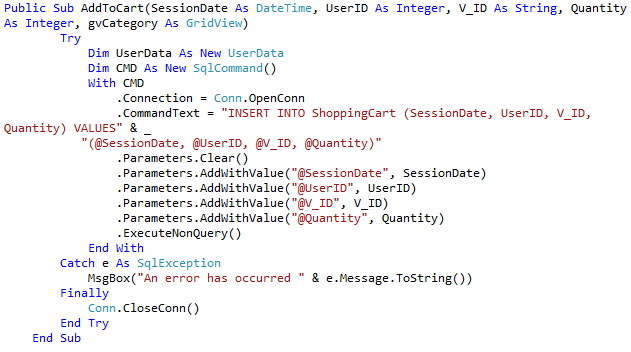 Public Sub AddToCart(SessionDate As DateTime, UserID As Integer, V_ID As String, Quantity
As Integer, gvCategory As GridView)
Try
Dim UserData As New UserData
Dim CMD As New SqlCommand()
With CMD
.Connection = Conn.OpenConn
.CommandText = "INSERT INTO ShoppingCart (SessionDate, UserID, V_ID,
Quantity) VALUES" & _
"(@SessionDate, @UserID, @V_ID, @Quantity)"
.Parameters.Clear()
.Parameters.AddWithValue("@SessionDate", SessionDate)
.Parameters.AddWithValue("@UserID", UserID)
.Parameters.AddWithValue("@V_ID", V_ID)
.Parameters.AddWithValue("@Quantity", Quantity)
.ExecuteNonQuery()
End With
Catch e As SqlException
MsgBox("An error has occurred " & e.Message.ToString())
Finally
Conn.CloseConn()
End Try
End Sub